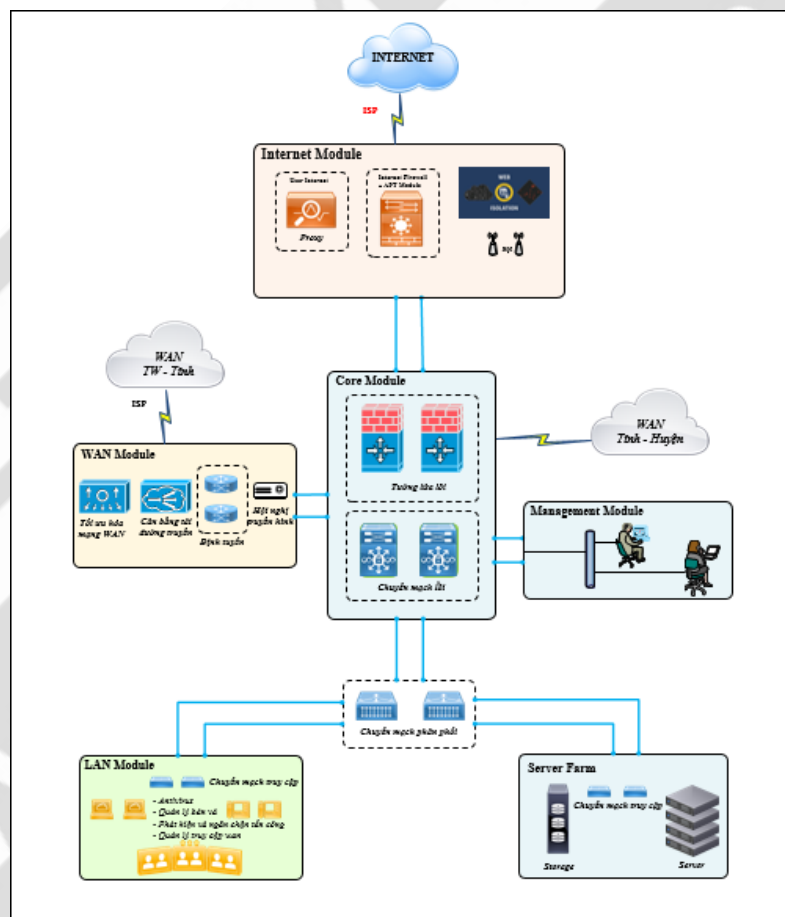 INTERNET
ISP
Internet Module
User Internet
Proxy
Internet Firewall
+ APT Module
WEB
ISOLATION
WAN
TW - Tỉnh
ISP
Core Module
Tường lửa lõi
Chuyển mạch lõi
WAN
Tỉnh - Huyện
WAN Module
Tối ưu hóa
mạng WAN
Cân bằng tải
đường truyền
Định tuyến
Hội nghị
truyền hình
Management Module
Chuyển mạch phân phối
LAN Module
Chuyển mạch truy cập
- Antivirus
- Quản lý bản vá
- Phát hiện và ngăn chặn tấn công
- Quản lý truy cập
Server Farm
Chuyển mạch truy cập
Storage
Server